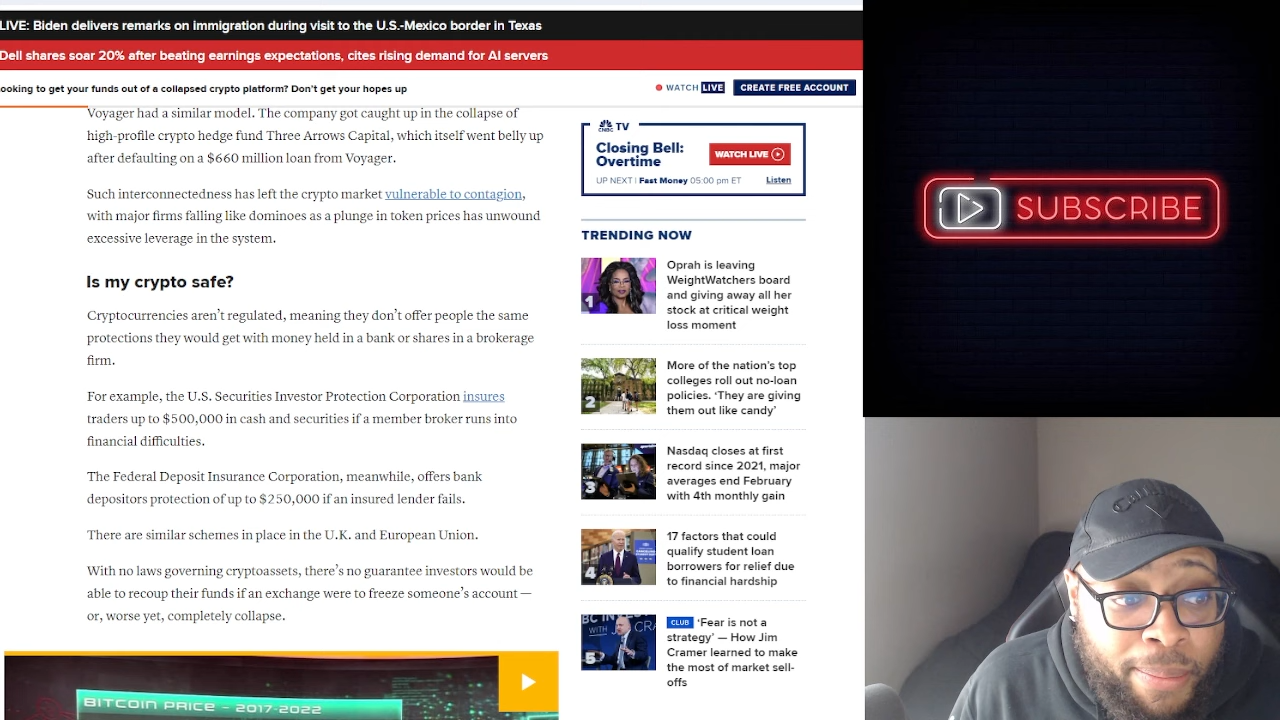 LIVE: Biden delivers remarks on immigration during visit to the U.S.-Mexico border in Texas
Dell shares soar 20% after beating earnings expectations, cites rising demand for AI servers
ooking to get your funds out of a collapsed crypto platform? Don't get your hopes up
WATCH LIVE
CREATE FREE ACCOUNT
Voyager had a similar model. The company got caught up in the collapse of
high-profile crypto hedge fund Three Arrows Capital, which itself went belly up
after defaulting on a $660 million loan from Voyager.
Such interconnectedness has left the crypto market vulnerable to contagion,
with major firms falling like dominoes as a plunge in token prices has unwound
excessive leverage in the system.
Is my crypto safe?
Cryptocurrencies aren't regulated, meaning they don't offer people the same
protections they would get with money held in a bank or shares in a brokerage
firm.
For example, the U.S. Securities Investor Protection Corporation insures
traders up to $500,000 in cash and securities if a member broker runs into
financial difficulties.
The Federal Deposit Insurance Corporation, meanwhile, offers bank
depositors protection of up to $250,000 if an insured lender fails.
There are similar schemes in place in the U.K. and European Union.
With no laws governing cryptoassets, there's no guarantee investors would be
able to recoup their funds if an exchange were to freeze someone's account —
or, worse yet, completely collapse.
BITCOIN PRICE - 2017-2022
CNBC TV
Closing Bell:
Overtime
WATCH LIVE
UP NEXT | Fast Money 05:00 pm ET
Listen
TRENDING NOW
1
Oprah is leaving
WeightWatchers board
and giving away all her
stock at critical weight
loss moment
2
More of the nation's top
colleges roll out no-loan
policies. 'They are giving
them out like candy'
3
Nasdaq closes at first
record since 2021, major
averages end February
with 4th monthly gain
4
17 factors that could
qualify student loan
borrowers for relief due
to financial hardship
5
CLUB 'Fear is not a
strategy' — How Jim
Cramer learned to make
the most of market sell-
offs
SUBSCRIBE